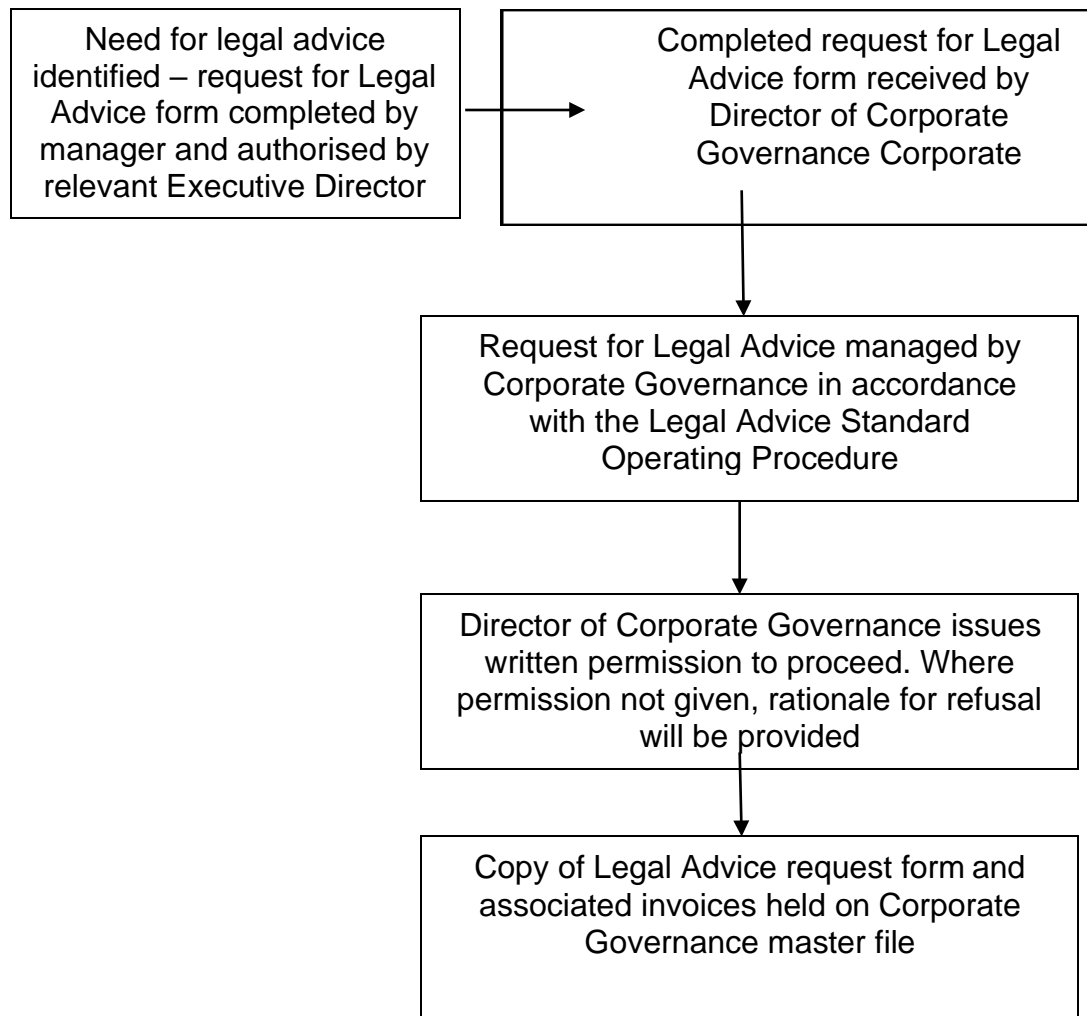 Need for legal advice
identified – request for Legal
Advice form completed by
manager and authorised by
relevant Executive Director
Completed request for Legal
Advice form received by
Director of Corporate
Governance Corporate
Request for Legal Advice managed by
Corporate Governance in accordance
with the Legal Advice Standard
Operating Procedure
Director of Corporate Governance issues
written permission to proceed. Where
permission not given, rationale for refusal
will be provided
Copy of Legal Advice request form and
associated invoices held on Corporate
Governance master file